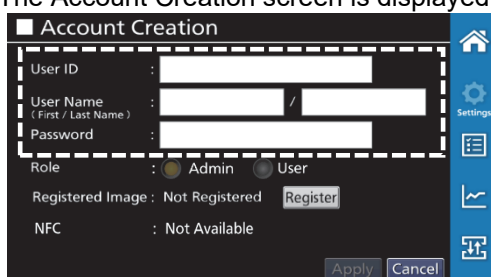 The Account Creation screen is displayed
Account Creation
User ID :
User Name : /
( First / Last Name )
Password :
Role : Admin User
Registered Image : Not Registered Register
NFC : Not Available
Apply Cancel
Settings